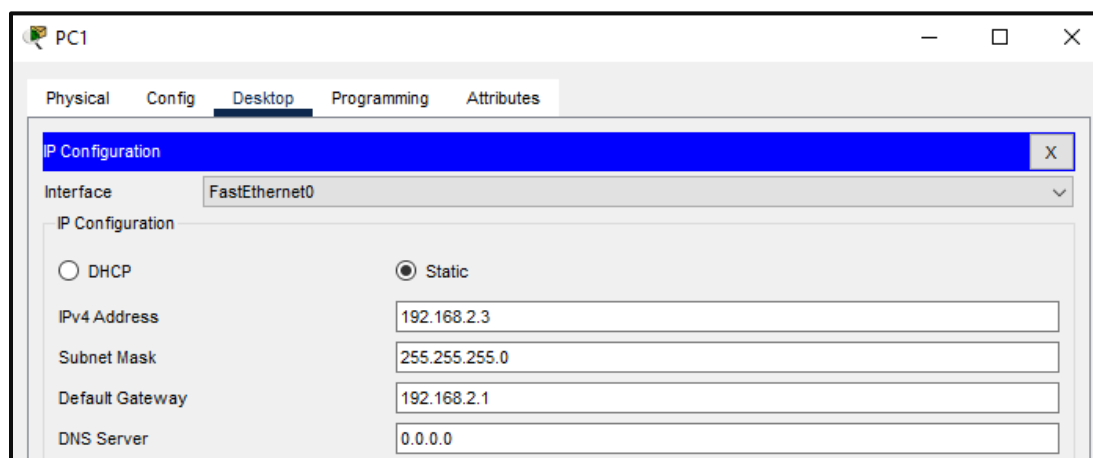 PC1
Physical Config Desktop Programming Attributes
IP Configuration X
Interface FastEthernet0
IP Configuration
DHCP Static
IPv4 Address 192.168.2.3
Subnet Mask 255.255.255.0
Default Gateway 192.168.2.1
DNS Server 0.0.0.0